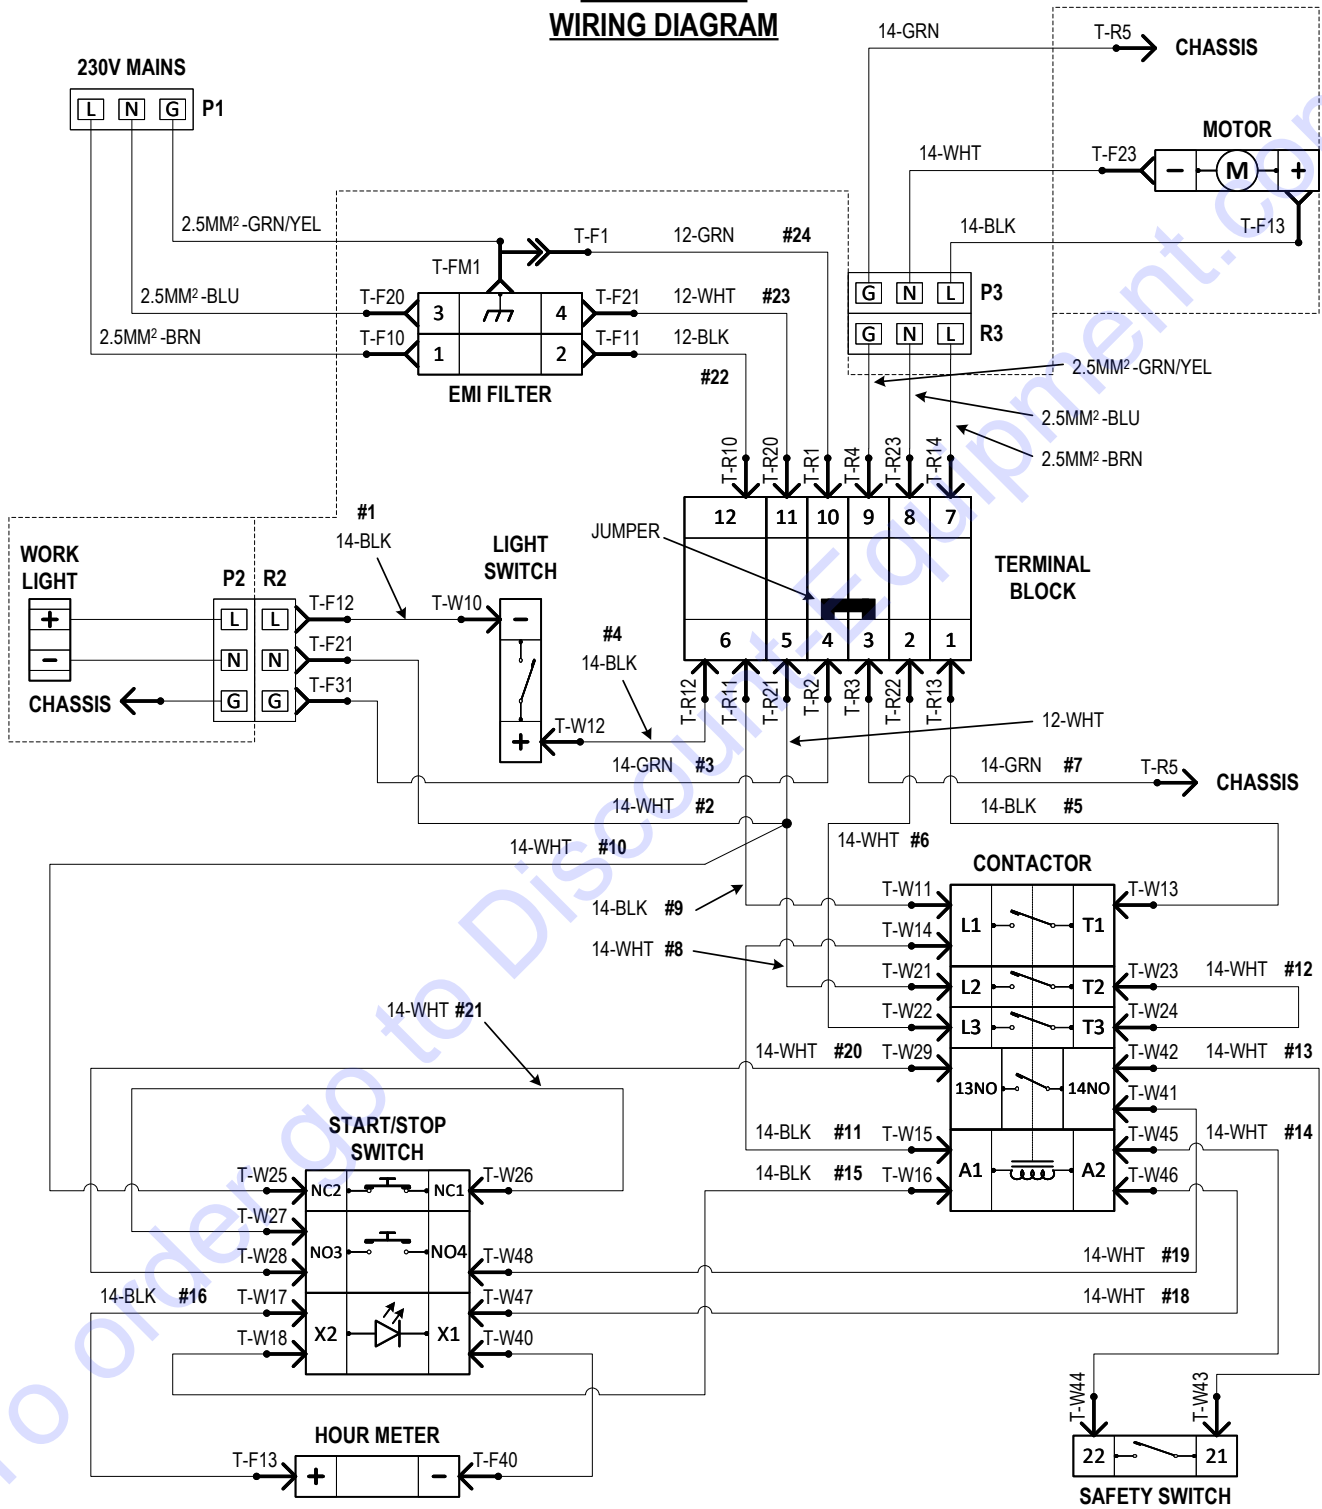 WIRING DIAGRAM
14-GRN
T-R5
CHASSIS
230V MAINS
L N G P1
MOTOR
14-WHT
T-F23
- M +
2.5MM²-GRN/YEL
T-F1
12-GRN #24
14-BLK
T-F13
T-FM1
2.5MM²-BLU
T-F20
3 4
T-F21
12-WHT #23
G N L P3
2.5MM²-BRN
T-F10
1 2
T-F11
12-BLK
#22
G N L R3
EMI FILTER
2.5MM²-GRN/YEL
2.5MM²-BLU
2.5MM²-BRN
T-R10
T-R20
T-R1
T-R4
T-R23
T-R14
12 11 10 9 8 7
JUMPER
TERMINAL
BLOCK
6 5 4 3 2 1
T-R12
T-R11
T-R21
T-R2
T-R3
T-R22
T-R13
#1
14-BLK
WORK
LIGHT
LIGHT
SWITCH
P2 R2
+
L L
T-F12
T-W10
-
-
N N
T-F21
#4
14-BLK
CHASSIS
G G
T-F31
+
T-W12
12-WHT
14-GRN #3
14-GRN #7
T-R5
CHASSIS
14-WHT #2
14-BLK #5
14-WHT #10
14-WHT #6
CONTACTOR
14-BLK #9
T-W11
L1 T1
T-W13
T-W14
14-WHT #8
T-W21
L2 T2
T-W23
14-WHT #12
T-W22
L3 T3
T-W24
14-WHT #21
14-WHT #20
T-W29
13NO 14NO
T-W42
14-WHT #13
T-W41
14-BLK #11
T-W15
A1 A2
T-W45
14-WHT #14
14-BLK #15
T-W16
T-W46
START/STOP
SWITCH
T-W25
NC2 NC1
T-W26
T-W27
NO3 NO4
T-W28
T-W48
14-WHT #19
14-BLK #16
T-W17
X2 X1
T-W47
14-WHT #18
T-W18
T-W40
T-W44
T-W43
HOUR METER
T-F13
+ -
T-F40
22 21
SAFETY SWITCH
To order go to Discount-Equipment.com